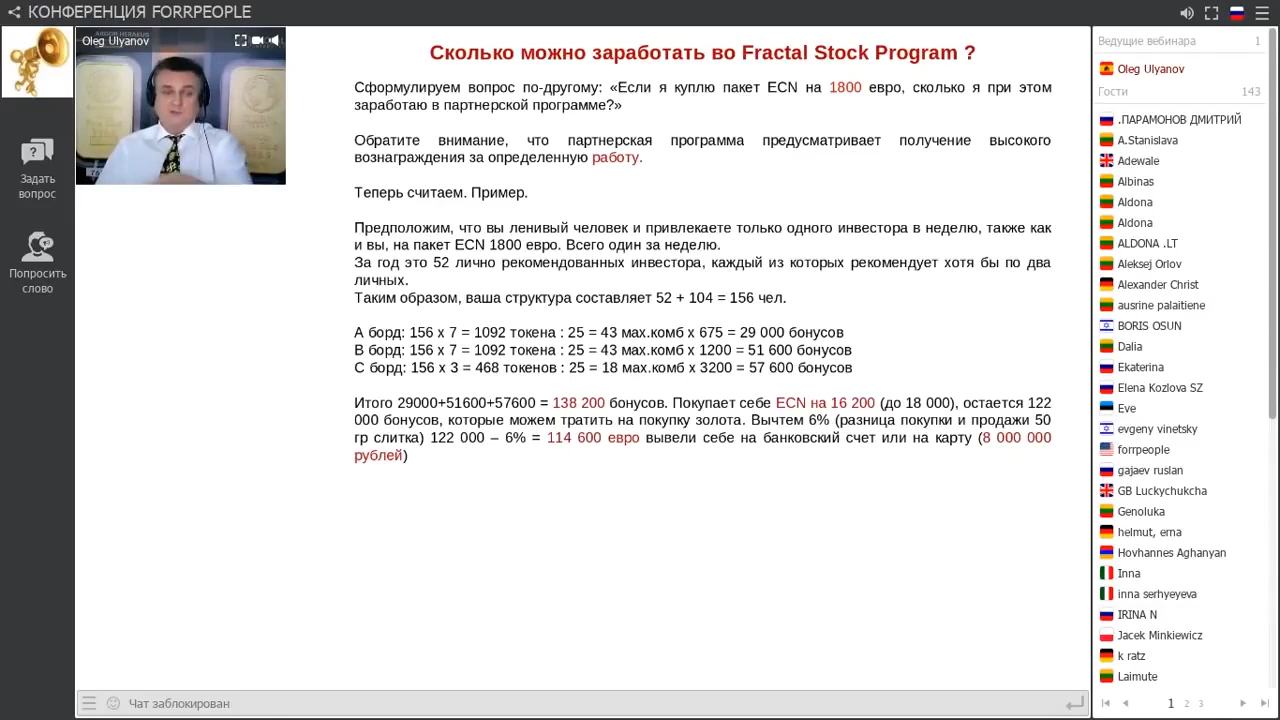 КОНФЕРЕНЦИЯ FORRPEOPLE
Oleg Ulyanov
Задать
вопрос
Попросить
слово
Сколько можно заработать во Fractal Stock Program ?
Сформулируем вопрос по-другому: «Если я куплю пакет ECN на 1800 евро, сколько я при этом
заработаю в партнерской программе?»
Обратите внимание, что партнерская программа предусматривает получение высокого
вознаграждения за определенную работу.
Теперь считаем. Пример.
Предположим, что вы ленивый человек и привлекаете только одного инвестора в неделю, также как
и вы, на пакет ECN 1800 евро. Всего один за неделю.
За год это 52 лично рекомендованных инвестора, каждый из которых рекомендует хотя бы по два
личных.
Таким образом, ваша структура составляет 52 + 104 = 156 чел.
А борд: 156 х 7 = 1092 токена : 25 = 43 мах.комб х 675 = 29 000 бонусов
В борд: 156 х 7 = 1092 токена : 25 = 43 мах.комб х 1200 = 51 600 бонусов
С борд: 156 х 3 = 468 токенов : 25 = 18 мах.комб х 3200 = 57 600 бонусов
Итого 29000+51600+57600 = 138 200 бонусов. Покупает себе ECN на 16 200 (до 18 000), остается 122
000 бонусов, которые можем тратить на покупку золота. Вычтем 6% (разница покупки и продажи 50
гр слитка) 122 000 – 6% = 114 600 евро вывели себе на банковский счет или на карту (8 000 000
рублей)
Чат заблокирован
Ведущие вебинара 1
Oleg Ulyanov
Гости 143
.ПАРАМОНОВ ДМИТРИЙ
A.Stanislava
Adewale
Albinas
Aldona
Aldona
ALDONA .LT
Aleksej Orlov
Alexander Christ
ausrine palaitiene
BORIS OSUN
Dalia
Ekaterina
Elena Kozlova SZ
Eve
evgeny vinetsky
forrpeople
gajaev ruslan
GB Luckychukcha
Genoluka
helmut, erna
Hovhannes Aghanyan
Inna
inna serhyeyeva
IRINA N
Jacek Minkiewicz
k ratz
Laimute
1 2 3